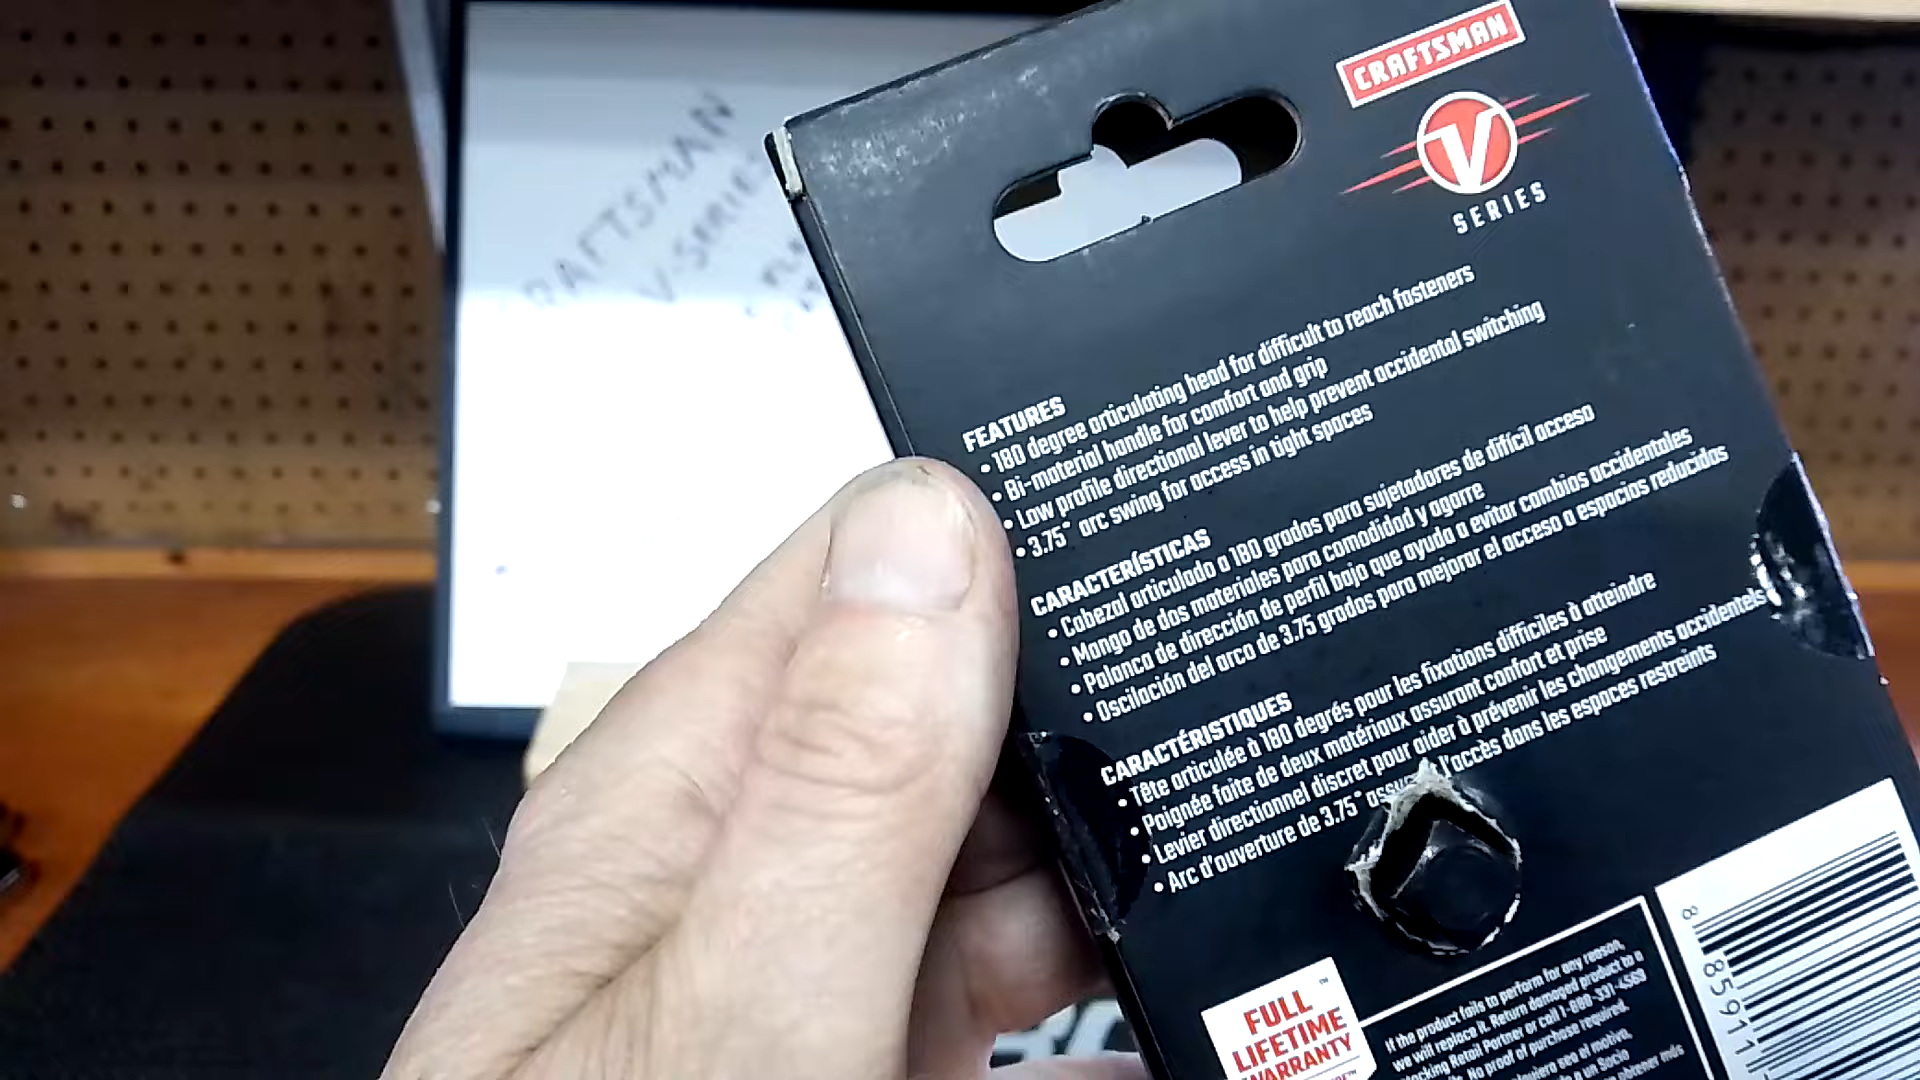 CRAFTSMAN
V
SERIES
V-SERIES
CRAFTSMAN
FEATURES
• 180 degree articulating head for difficult to reach fasteners
• Bi-material handle for comfort and grip
• Low profile directional lever to help prevent accidental switching
• 3.75° arc swing for access in tight spaces
CARACTERÍSTICAS
• Cabezal articulado a 180 grados para sujetadores de difícil acceso
• Mango de dos materiales para comodidad y agarre
• Palanca de dirección de perfil bajo que ayuda a evitar cambios accidentales
• Oscilación del arco de 3.75 grados para mejorar el acceso a espacios reducidos
CARACTÉRISTIQUES
• Tête articulée à 180 degrés pour les fixations difficiles à atteindre
• Poignée faite de deux matériaux assurant confort et prise
• Levier directionnel discret pour aider à prévenir les changements accidentels
• Arc d'ouverture de 3.75° l'accès dans les espaces restreints
FULL
LIFETIME
WARRANTY
If the product fails to perform for any reason,
we will replace it. Return damaged product to a
Stocking Retail Partner or call 1-888-331-4569
No proof of purchase required.
8 85911